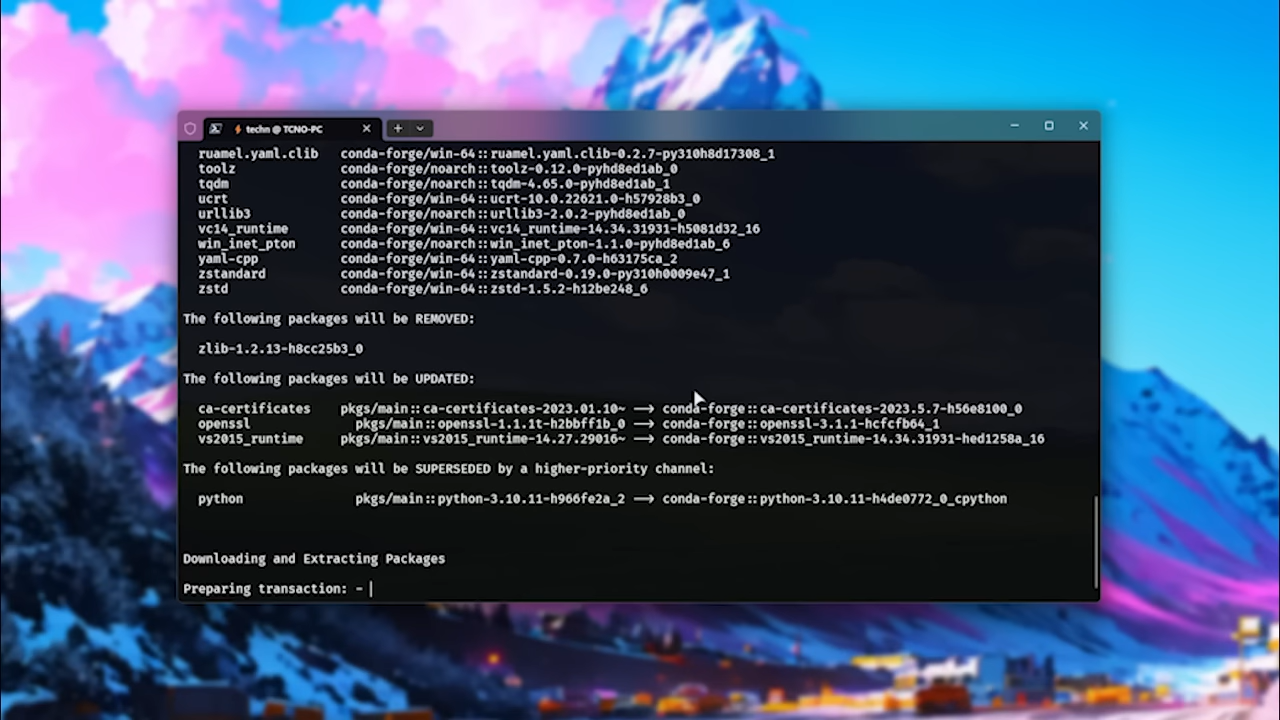 techn @ TCNO-PC
ruamel.yaml.clib conda-forge/win-64::ruamel.yaml.clib-0.2.7-py310h8d17308_1
toolz conda-forge/noarch::toolz-0.12.0-pyhd8ed1ab_0
tqdm conda-forge/noarch::tqdm-4.65.0-pyhd8ed1ab_1
ucrt conda-forge/win-64::ucrt-10.0.22621.0-h57928b3_0
urllib3 conda-forge/noarch::urllib3-2.0.2-pyhd8ed1ab_0
vc14_runtime conda-forge/win-64::vc14_runtime-14.34.31931-h5081d32_16
win_inet_pton conda-forge/noarch::win_inet_pton-1.1.0-pyhd8ed1ab_6
yaml-cpp conda-forge/win-64::yaml-cpp-0.7.0-h63175ca_2
zstandard conda-forge/win-64::zstandard-0.19.0-py310h0009e47_1
zstd conda-forge/win-64::zstd-1.5.2-h12be248_6
The following packages will be REMOVED:
zlib-1.2.13-h8cc25b3_0
The following packages will be UPDATED:
ca-certificates pkgs/main::ca-certificates-2023.01.10~ --> conda-forge::ca-certificates-2023.5.7-h56e8100_0
openssl pkgs/main::openssl-1.1.1t-h2bbff1b_0 --> conda-forge::openssl-3.1.1-hcfcfb64_1
vs2015_runtime pkgs/main::vs2015_runtime-14.27.29016~ --> conda-forge::vs2015_runtime-14.34.31931-hed1258a_16
The following packages will be SUPERSEDED by a higher-priority channel:
python pkgs/main::python-3.10.11-h966fe2a_2 --> conda-forge::python-3.10.11-h4de0772_0_cpython
Downloading and Extracting Packages
Preparing transaction: -